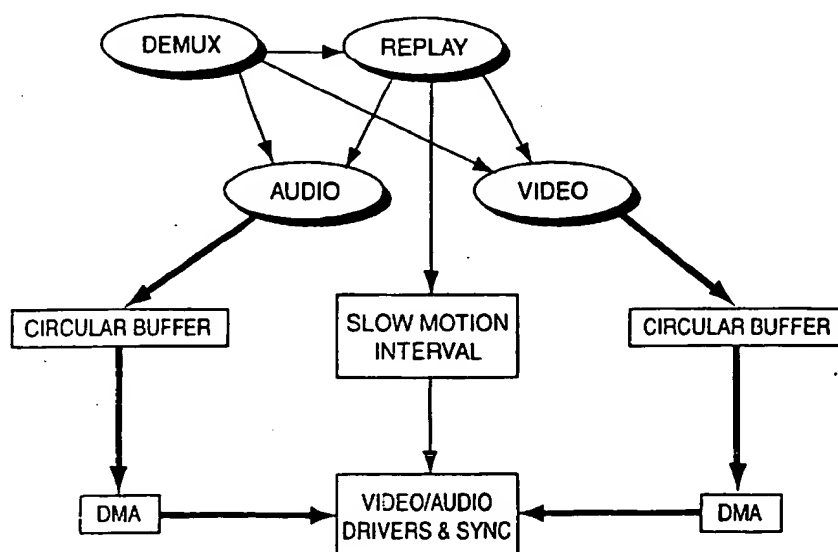 DEMUX
REPLAY
AUDIO
VIDEO
CIRCULAR BUFFER
SLOW MOTION
INTERVAL
CIRCULAR BUFFER
DMA
VIDEO/AUDIO
DRIVERS & SYNC
DMA